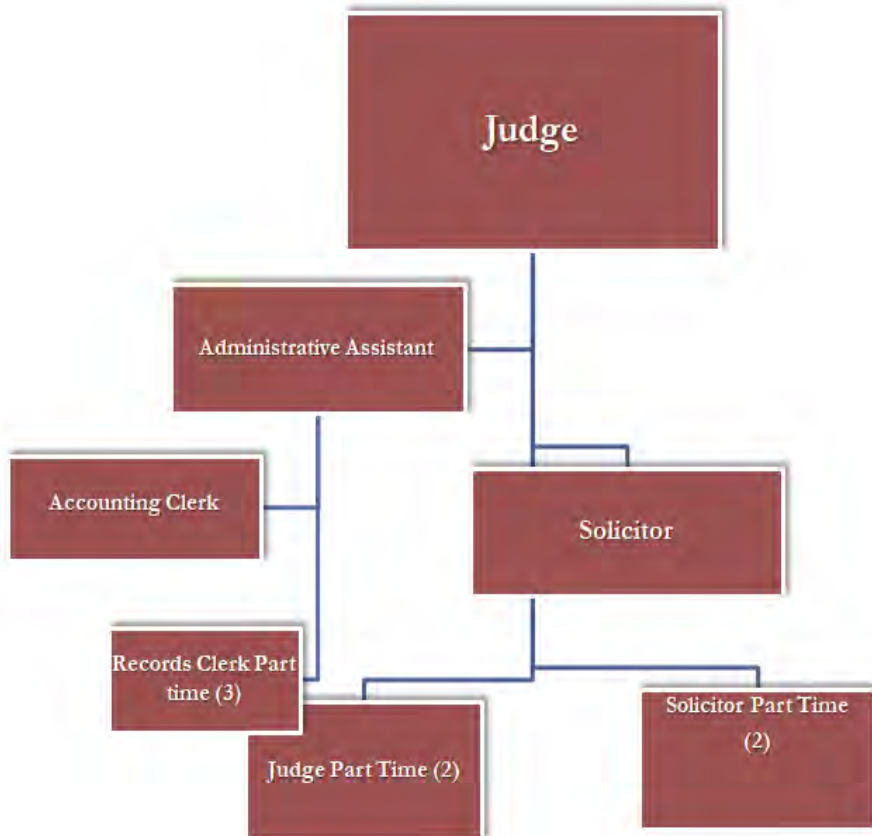 Judge
Administrative Assistant
Accounting Clerk
Solicitor
Records Clerk Part
time (3)
Judge Part Time (2)
Solicitor Part Time
(2)